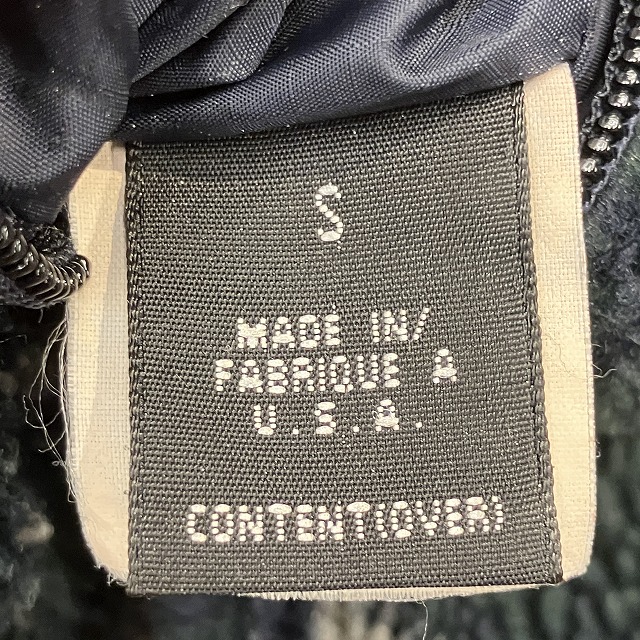 S
MADE IN/
FABRIQUE A
U.S.A.
CONTENT(OVER)